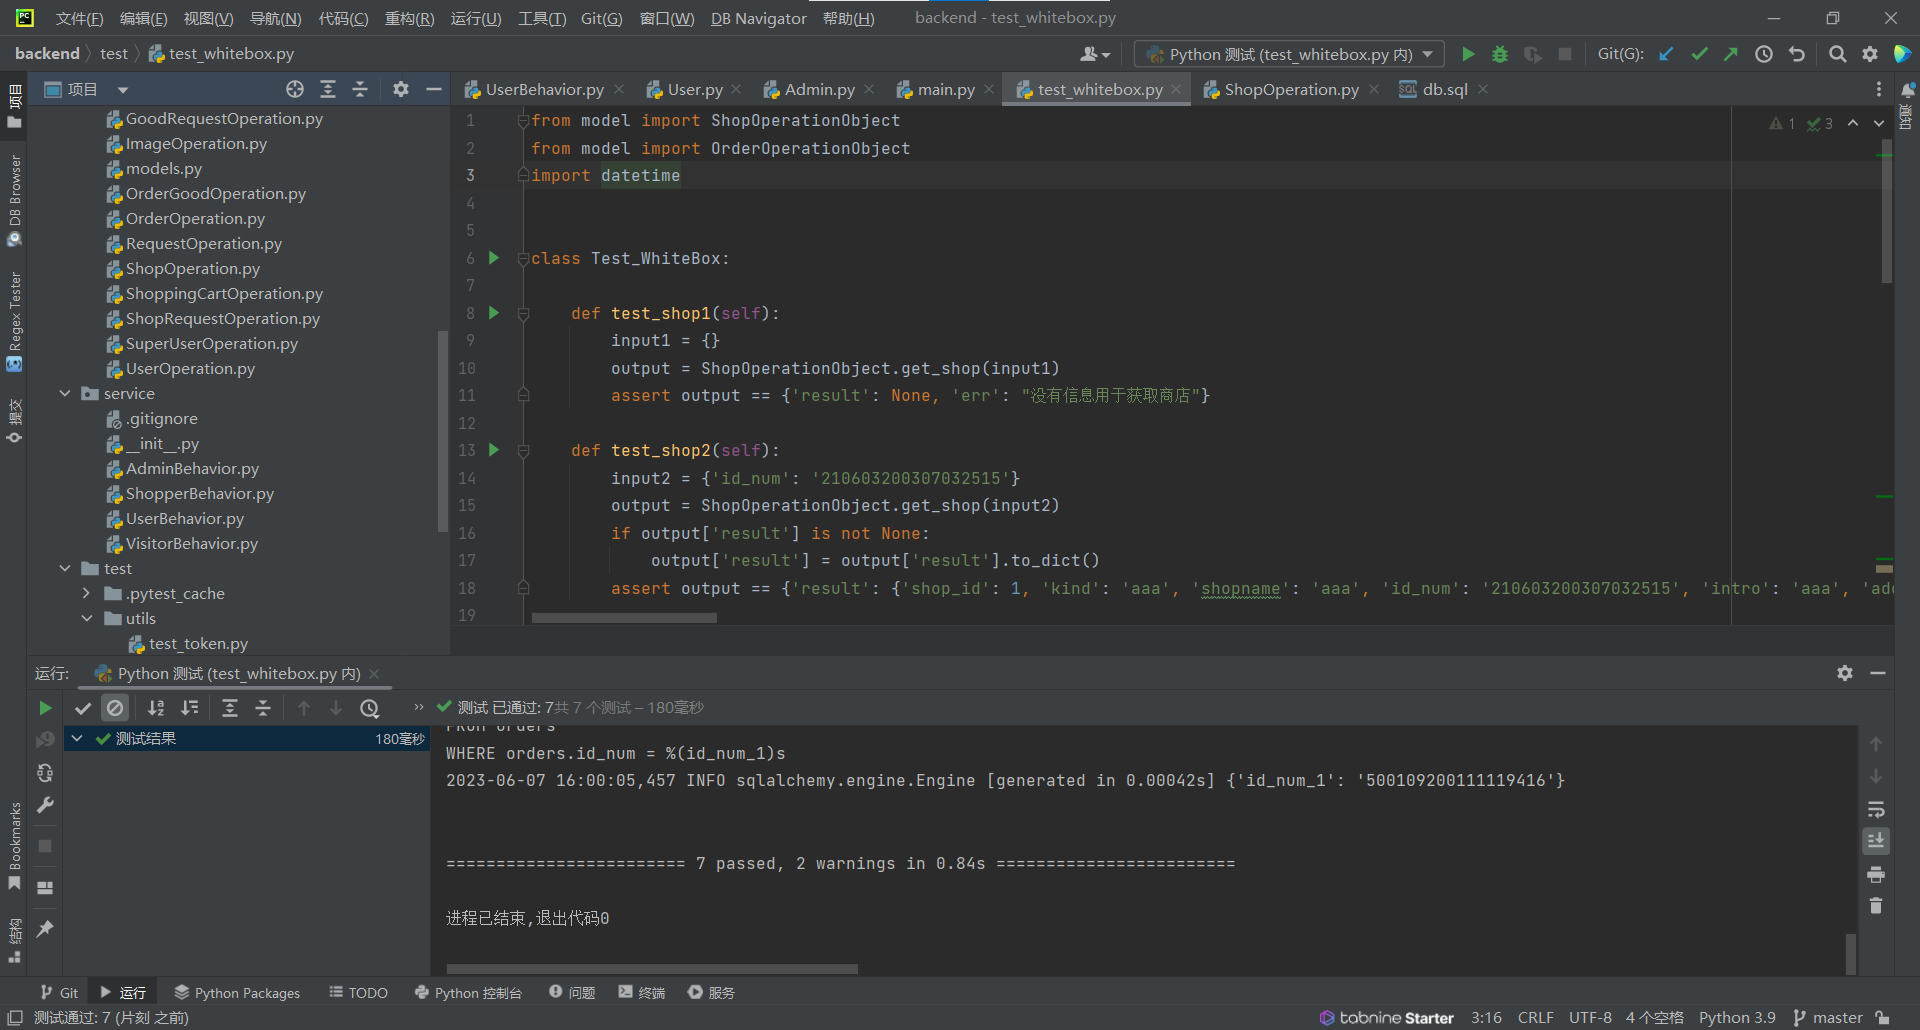 文件(F) 编辑(E) 视图(V) 导航(N) 代码(C) 重构(R) 运行(U) 工具(T) Git(G) 窗口(W) DB Navigator 帮助(H) backend - test_whitebox.py
backend test test_whitebox.py Python 测试 (test_whitebox.py 内) Git(G):
项目 UserBehavior.py User.py Admin.py main.py test_whitebox.py ShopOperation.py db.sql
项目
DB Browser
Regex Tester
提交
Bookmarks
结构
通知
GoodRequestOperation.py
ImageOperation.py
models.py
OrderGoodOperation.py
OrderOperation.py
RequestOperation.py
ShopOperation.py
ShoppingCartOperation.py
ShopRequestOperation.py
SuperUserOperation.py
UserOperation.py
service
.gitignore
__init__.py
AdminBehavior.py
ShopperBehavior.py
UserBehavior.py
VisitorBehavior.py
test
.pytest_cache
utils
test_token.py
1 3
1 from model import ShopOperationObject
2 from model import OrderOperationObject
3 import datetime
4
5
6 class Test_WhiteBox:
7
8 def test_shop1(self):
9 input1 = {}
10 output = ShopOperationObject.get_shop(input1)
11 assert output == {'result': None, 'err': "没有信息用于获取商店"}
12
13 def test_shop2(self):
14 input2 = {'id_num': '210603200307032515'}
15 output = ShopOperationObject.get_shop(input2)
16 if output['result'] is not None:
17 output['result'] = output['result'].to_dict()
18 assert output == {'result': {'shop_id': 1, 'kind': 'aaa', 'shopname': 'aaa', 'id_num': '210603200307032515', 'intro': 'aaa', 'add
19
运行: Python 测试 (test_whitebox.py 内)
测试 已通过: 7共 7 个测试 – 180毫秒
测试结果 180毫秒
FROM orders
WHERE orders.id_num = %(id_num_1)s
2023-06-07 16:00:05,457 INFO sqlalchemy.engine.Engine [generated in 0.00042s] {'id_num_1': '500109200111119416'}
======================== 7 passed, 2 warnings in 0.84s ========================
进程已结束,退出代码0
Git 运行 Python Packages TODO Python 控制台 问题 终端 服务
测试通过: 7 (片刻 之前) tabnine Starter 3:16 CRLF UTF-8 4 个空格 Python 3.9 master